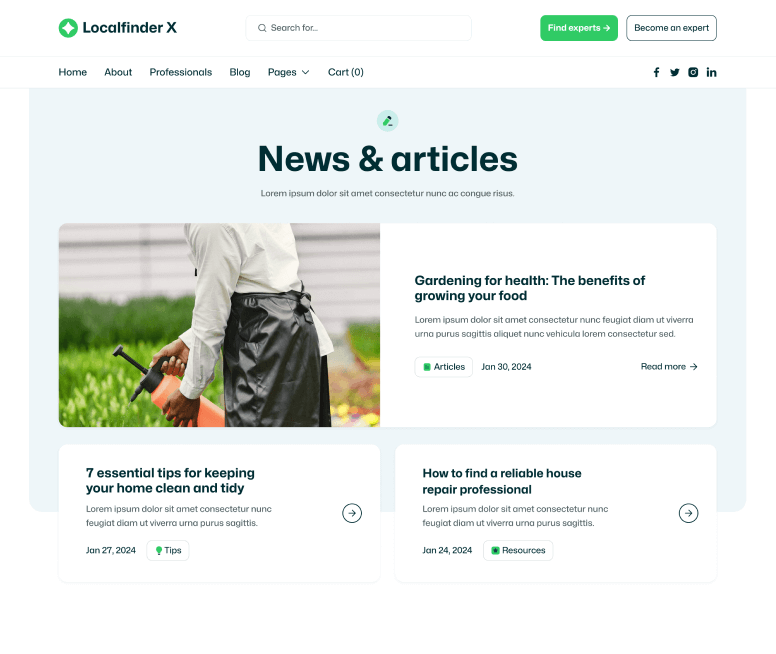 Localfinder X
Search for...
Find experts →
Become an expert
Home
About
Professionals
Blog
Pages
Cart (0)
News & articles
Lorem ipsum dolor sit amet consectetur nunc ac congue risus.
Gardening for health: The benefits of
growing your food
Lorem ipsum dolor sit amet consectetur nunc feugiat diam ut viverra
urna purus sagittis aliquet nunc vehicula lorem consectetur sed.
Articles
Jan 30, 2024
Read more →
7 essential tips for keeping
your home clean and tidy
Lorem ipsum dolor sit amet consectetur nunc
feugiat diam ut viverra urna purus sagittis.
Jan 27, 2024
Tips
How to find a reliable house
repair professional
Lorem ipsum dolor sit amet consectetur nunc
feugiat diam ut viverra urna purus sagittis.
Jan 24, 2024
Resources